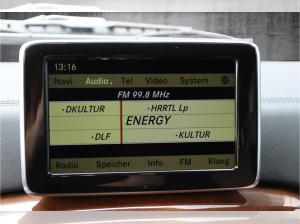 13:16
Navi Audio. Tel Video System
FM 99.8 MHz
·DKULTUR ·HRRTL Lp
ENERGY
·DLF ·KULTUR
Radio Speicher Info FM Klang